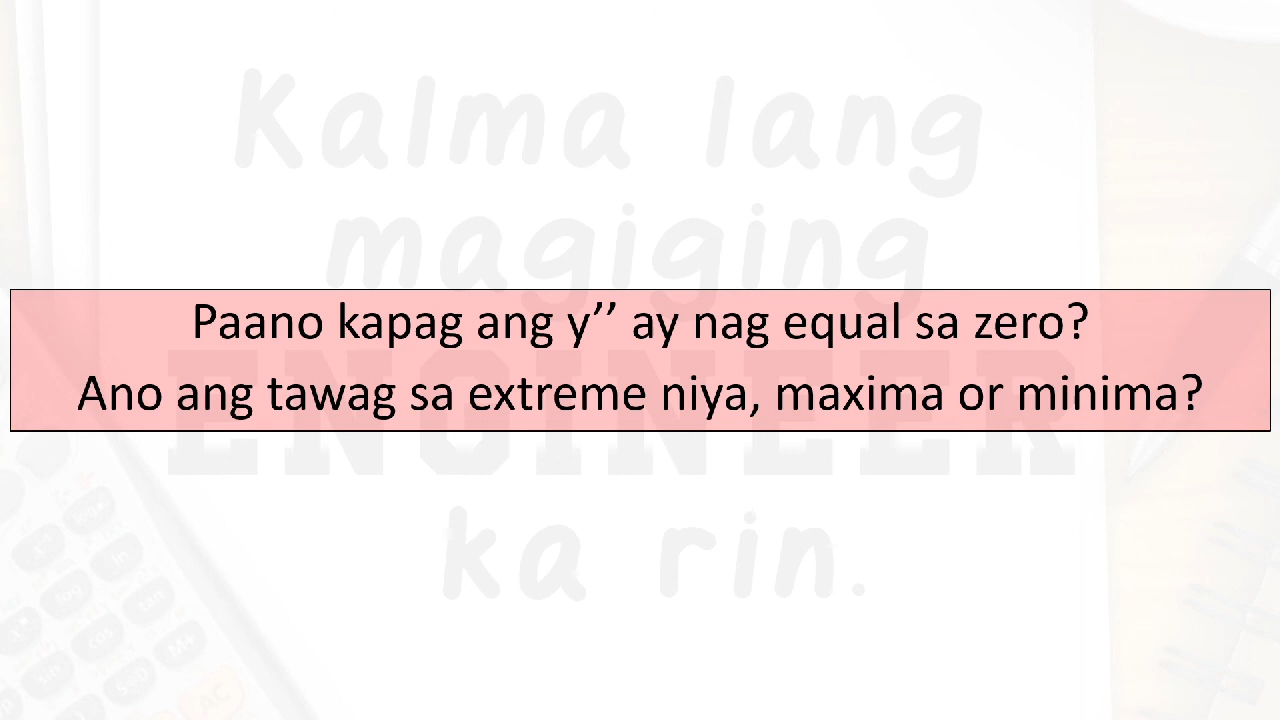 Kalma lang
magiging
Paano kapag ang y’’ ay nag equal sa zero?
ENGINEER
Ano ang tawag sa extreme niya, maxima or minima?
ka rin.